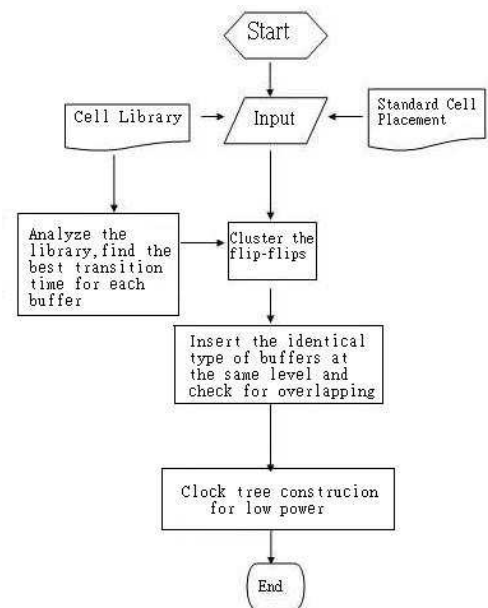 Start
Cell Library
Input
Standard Cell
Placement
Analyze the
library,find the
best transition
time for each
buffer
Cluster the
flip-flips
Insert the identical
type of buffers at
the same level and
check for overlapping
Clock tree construcion
for low power
End